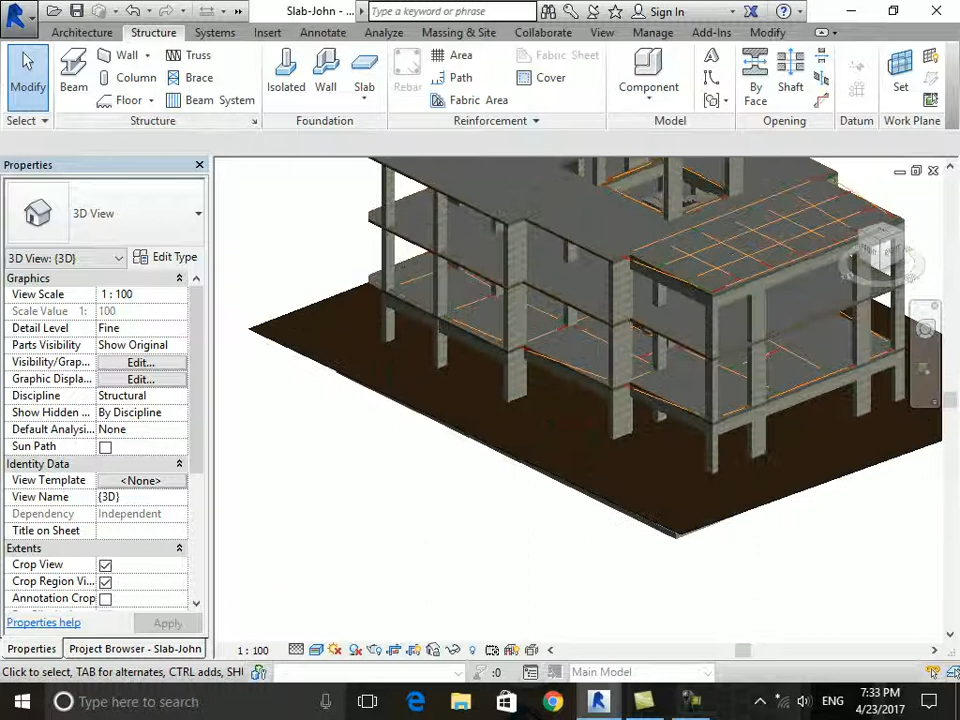 Slab-John - ...
Type a keyword or phrase
Sign In
Architecture Structure Systems Insert Annotate Analyze Massing & Site Collaborate View Manage Add-Ins Modify
Modify
Beam
Wall
Column
Floor
Truss
Brace
Beam System
Isolated
Wall
Slab
Rebar
Area
Path
Fabric Area
Fabric Sheet
Cover
Component
By Face
Shaft
Set
Select
Structure
Foundation
Reinforcement
Model
Opening
Datum
Work Plane
Properties
3D View
3D View: {3D}
Edit Type
Graphics
View Scale 1 : 100
Scale Value 1: 100
Detail Level Fine
Parts Visibility Show Original
Visibility/Grap... Edit...
Graphic Displa... Edit...
Discipline Structural
Show Hidden ... By Discipline
Default Analysi... None
Sun Path
Identity Data
View Template <None>
View Name {3D}
Dependency Independent
Title on Sheet
Extents
Crop View
Crop Region Vi...
Annotation Crop
Properties help
Apply
Properties
Project Browser - Slab-John
1 : 100
Click to select, TAB for alternates, CTRL adds, SHI
:0
Main Model
Type here to search
ENG
7:33 PM
4/23/2017